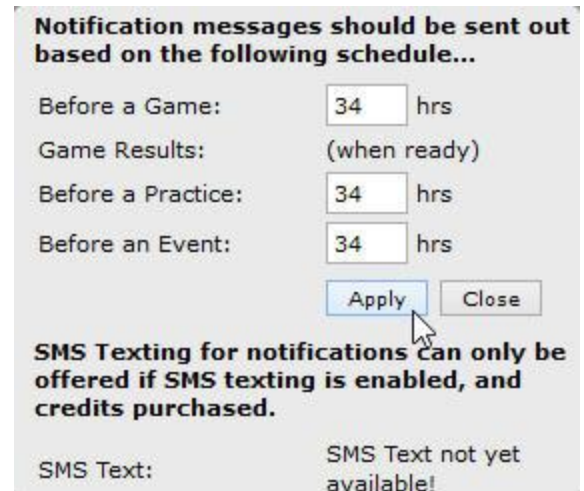 Notification messages should be sent out
based on the following schedule...
Before a Game: 34 hrs
Game Results: (when ready)
Before a Practice: 34 hrs
Before an Event: 34 hrs
Apply Close
SMS Texting for notifications can only be
offered if SMS texting is enabled, and
credits purchased.
SMS Text: SMS Text not yet
available!